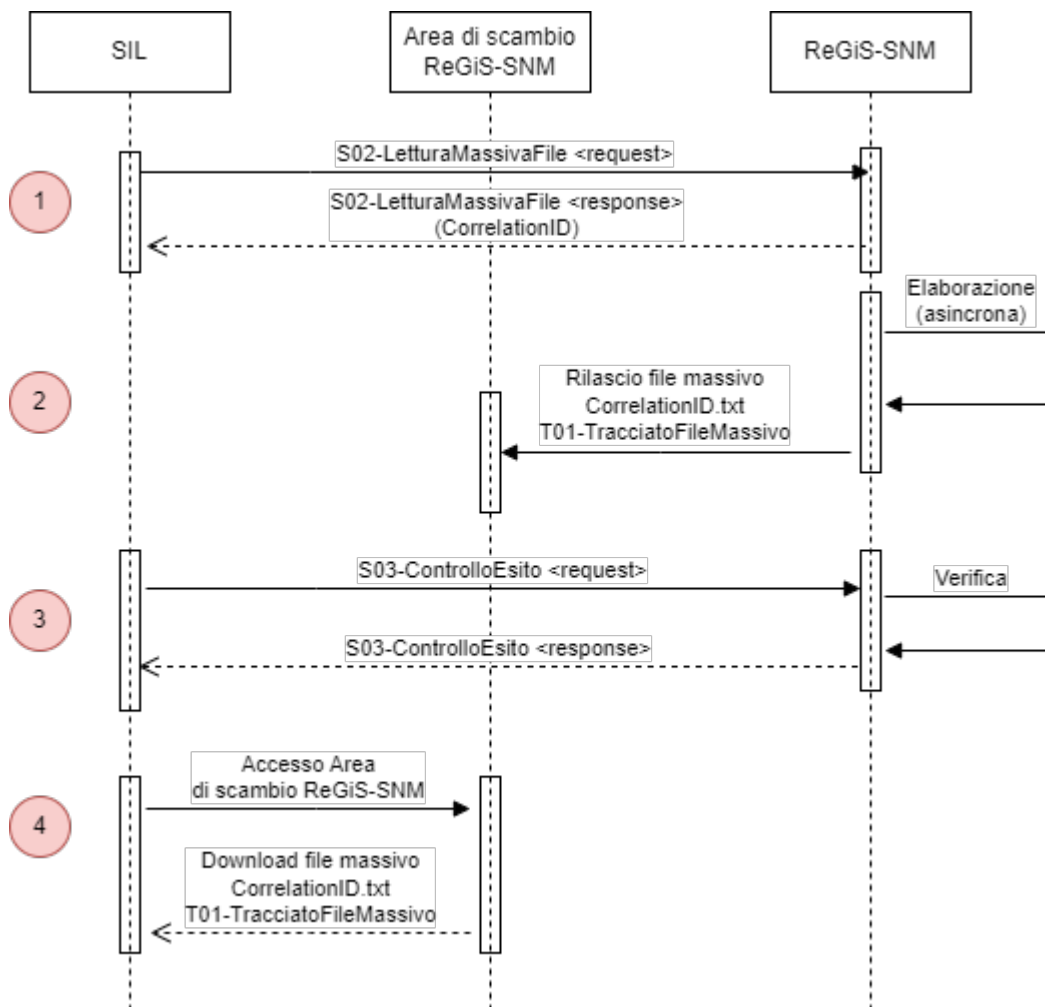 SIL
Area di scambio
ReGiS-SNM
ReGiS-SNM
1
S02-LetturaMassivaFile <request>
S02-LetturaMassivaFile <response>
(CorrelationID)
Elaborazione
(asincrona)
2
Rilascio file massivo
CorrelationID.txt
T01-TracciatoFileMassivo
3
S03-ControlloEsito <request>
Verifica
S03-ControlloEsito <response>
4
Accesso Area
di scambio ReGiS-SNM
Download file massivo
CorrelationID.txt
T01-TracciatoFileMassivo